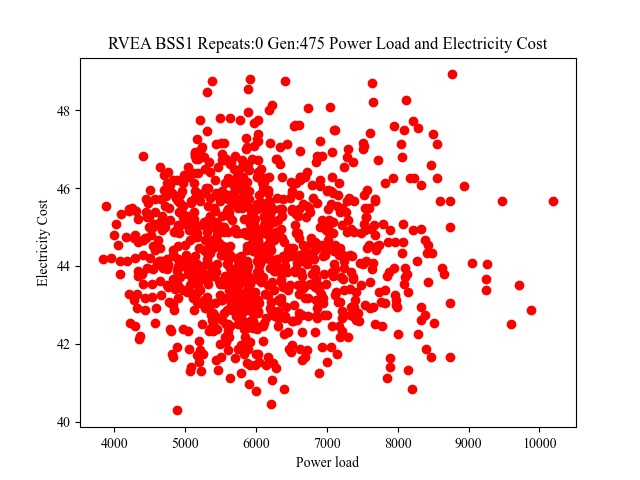 RVEA BSS1 Repeats:0 Gen:475 Power Load and Electricity Cost
48
46
44
42
40
Electricity Cost
4000 5000 6000 7000 8000 9000 10000
Power load